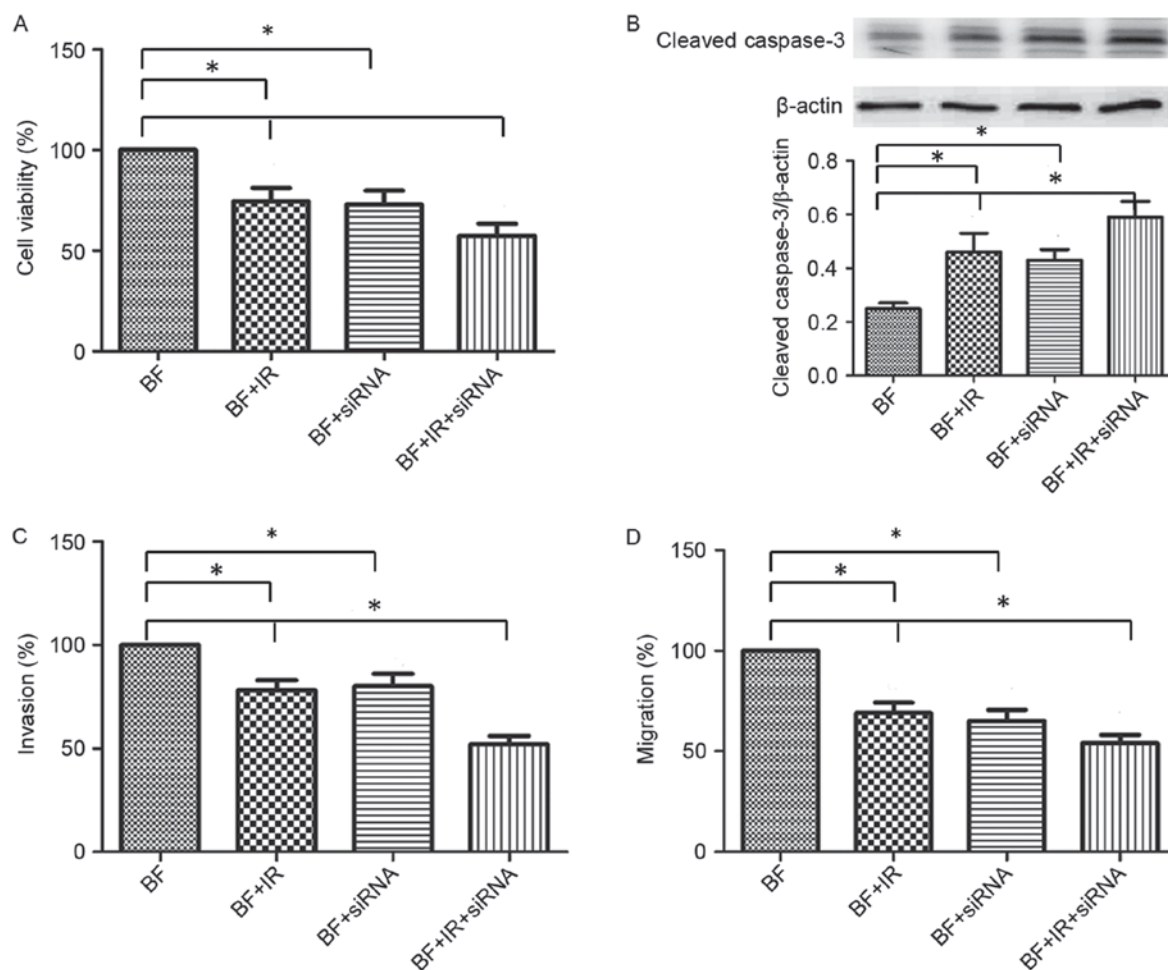 A
150
100
50
0
Cell viability (%)
*
*
BF
BF+IR
BF+siRNA
BF+IR+siRNA
B
Cleaved caspase-3
β-actin
0.8
0.6
0.4
0.2
0.0
Cleaved caspase-3/β-actin
*
*
*
BF
BF+IR
BF+siRNA
BF+IR+siRNA
C
150
100
50
0
Invasion (%)
*
*
*
BF
BF+IR
BF+siRNA
BF+IR+siRNA
D
150
100
50
0
Migration (%)
*
*
*
BF
BF+IR
BF+siRNA
BF+IR+siRNA